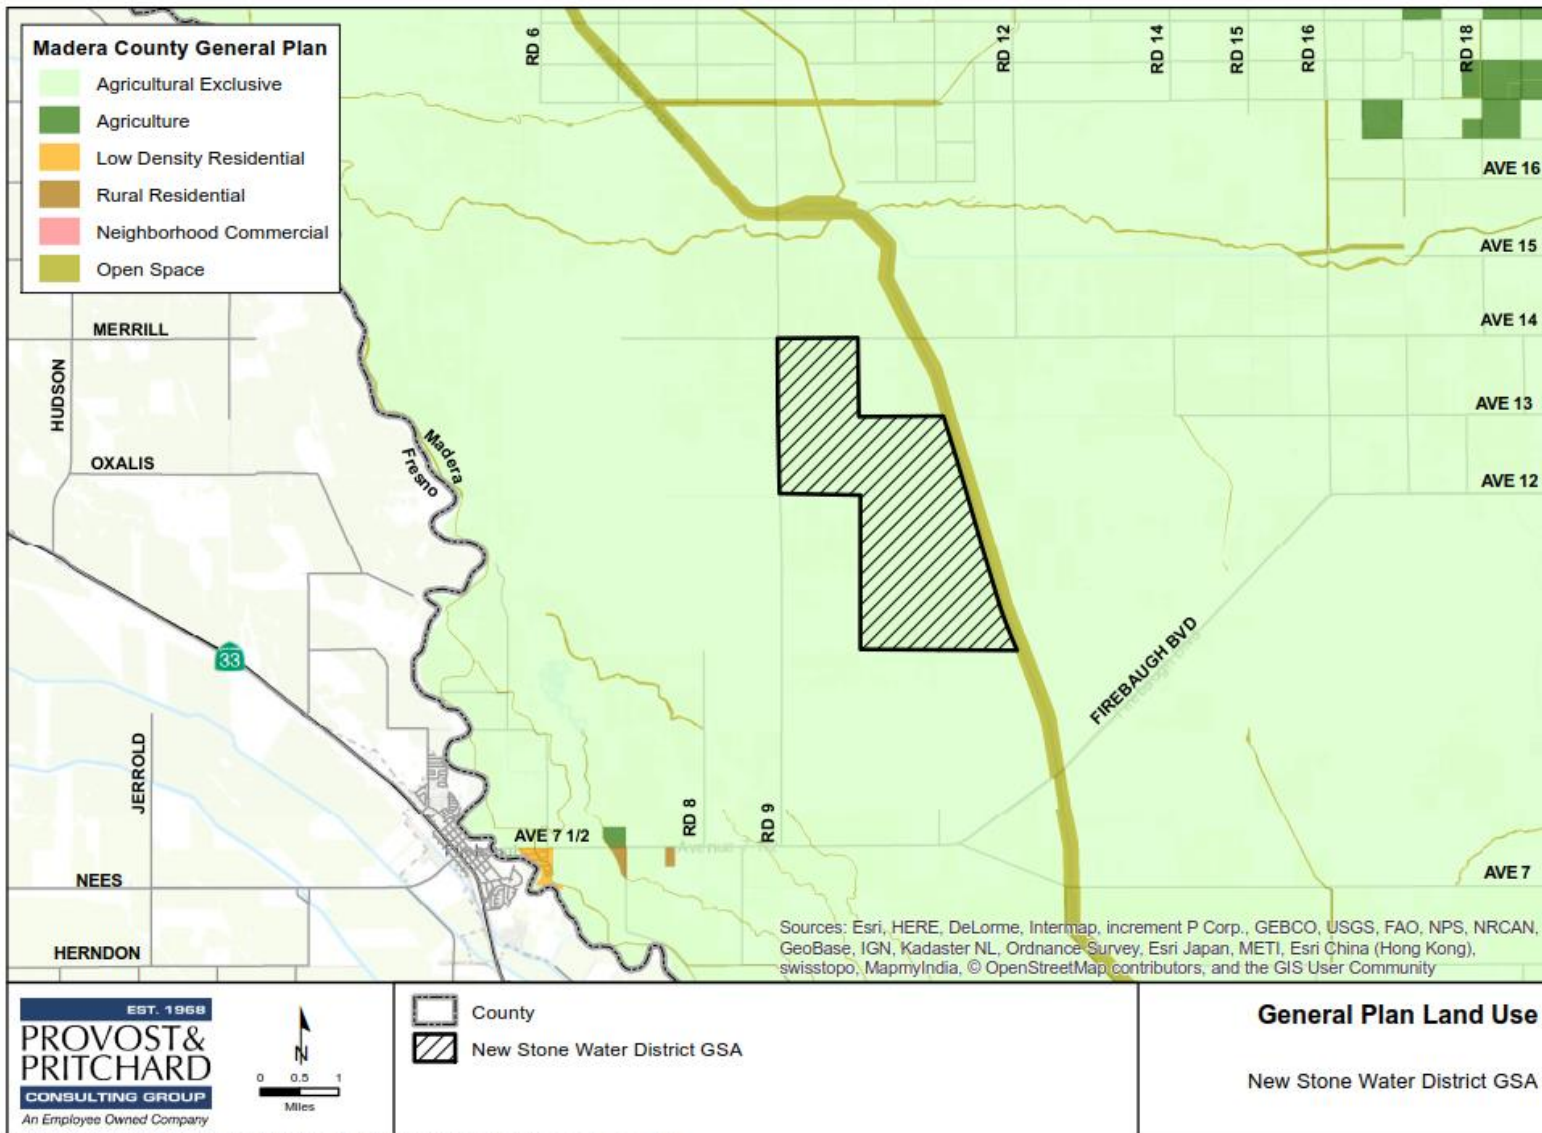 Madera County General Plan
Agricultural Exclusive
Agriculture
Low Density Residential
Rural Residential
Neighborhood Commercial
Open Space
RD 6
RD 12
RD 14
RD 15
RD 16
RD 18
AVE 16
AVE 15
AVE 14
AVE 13
AVE 12
MERRILL
HUDSON
OXALIS
Madera
Fresno
33
FIREBAUGH BVD
JERROLD
RD 8
RD 9
AVE 7 1/2
AVE 7
NEES
HERNDON
Sources: Esri, HERE, DeLorme, Intermap, increment P Corp., GEBCO, USGS, FAO, NPS, NRCAN,
GeoBase, IGN, Kadaster NL, Ordnance Survey, Esri Japan, METI, Esri China (Hong Kong),
swisstopo, MapmyIndia, © OpenStreetMap contributors, and the GIS User Community
EST. 1968
PROVOST&
PRITCHARD
CONSULTING GROUP
An Employee Owned Company
N
0 0.5 1
Miles
County
New Stone Water District GSA
General Plan Land Use
New Stone Water District GSA